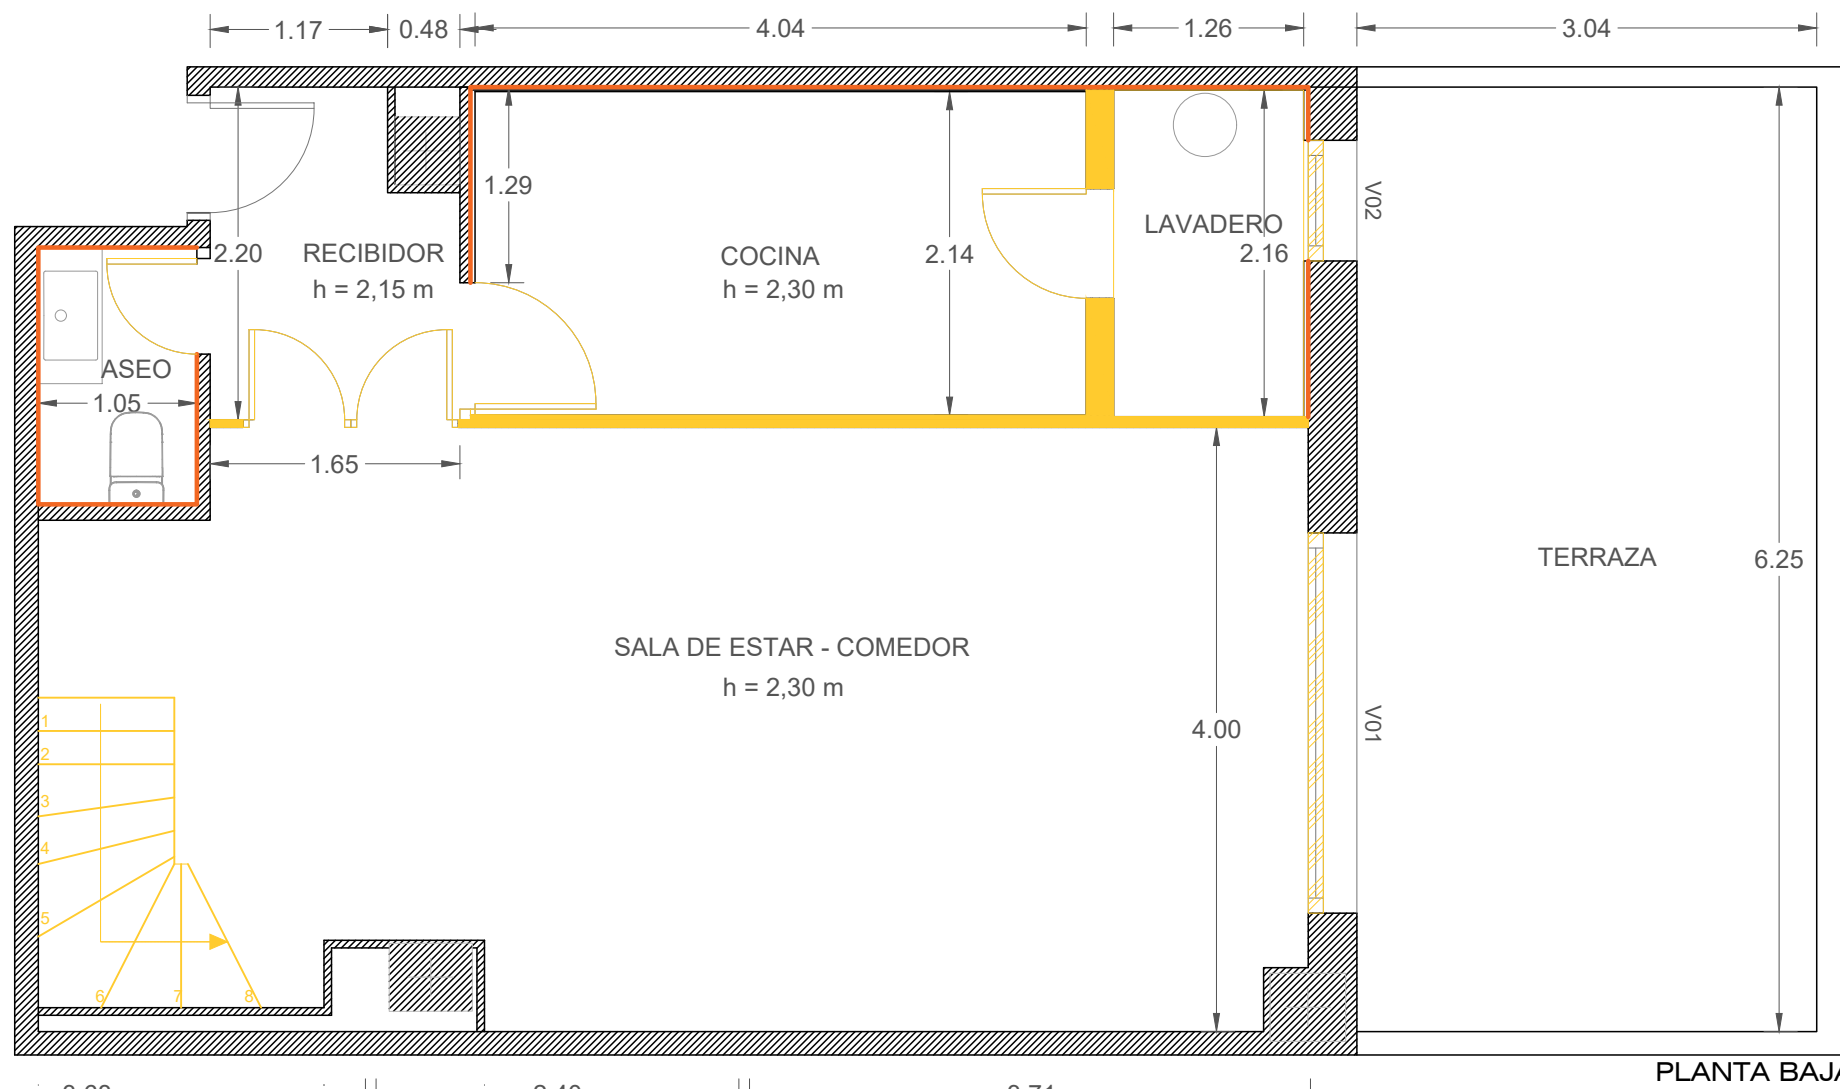 1.17 0.48 4.04 1.26 3.04
1.29
V02
LAVADERO
2.20 RECIBIDOR COCINA 2.14 2.16
h = 2,15 m h = 2,30 m
ASEO
1.05
1.65
TERRAZA 6.25
SALA DE ESTAR - COMEDOR
h = 2,30 m
4.00 V01
1
2
3
4
5
6 7 8
PLANTA BAJA